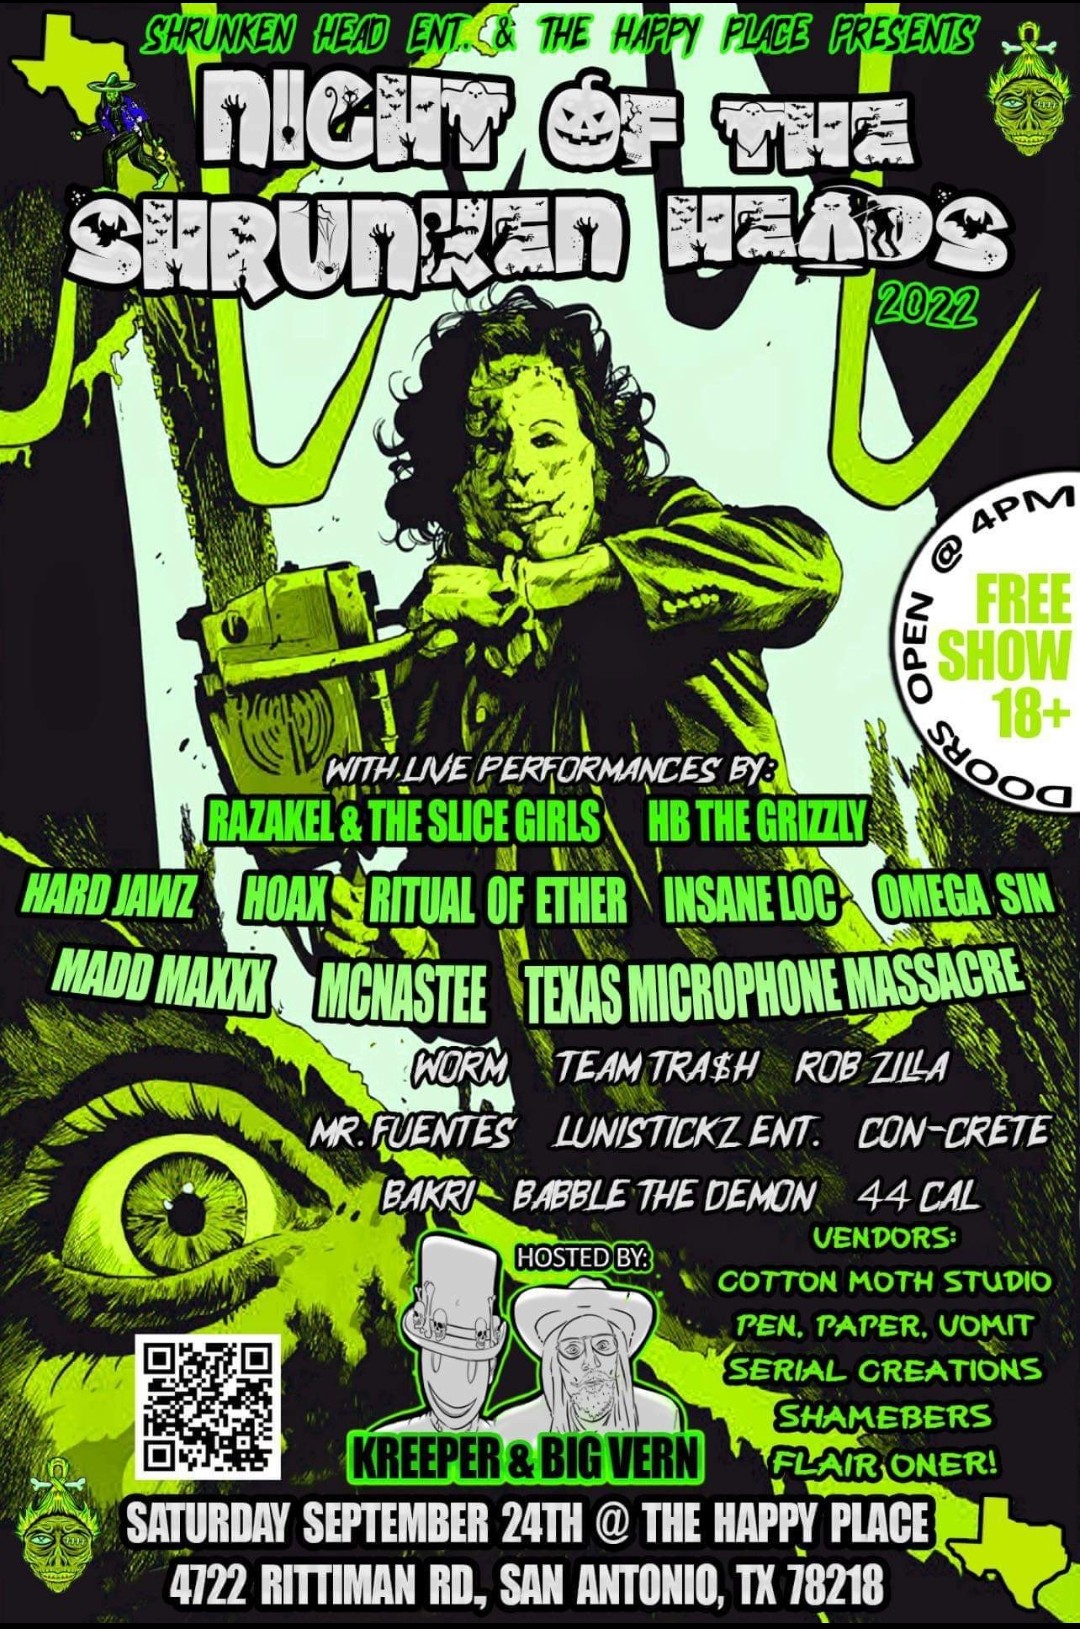 SHRUNKEN HEAD ENT. & THE HAPPY PLACE PRESENTS
NIGHT OF THE
SHRUNKEN HEADS
2022
DOORS OPEN @ 4PM
FREE
SHOW
18+
WITH LIVE PERFORMANCES BY:
RAZAKEL & THE SLICE GIRLS HB THE GRIZZLY
HARD JAWZ HOAX RITUAL OF ETHER INSANE LOC OMEGA SIN
MADD MAXXX MCNASTEE TEXAS MICROPHONE MASSACRE
WORM TEAM TRA$H ROB ZILLA
MR. FUENTES LUNISTICKZ ENT. CON-CRETE
BAKRI BABBLE THE DEMON 44 CAL
HOSTED BY:
KREEPER & BIG VERN
VENDORS:
COTTON MOTH STUDIO
PEN, PAPER, VOMIT
SERIAL CREATIONS
SHAMEBERS
FLAIR ONER!
SATURDAY SEPTEMBER 24TH @ THE HAPPY PLACE
4722 RITTIMAN RD., SAN ANTONIO, TX 78218